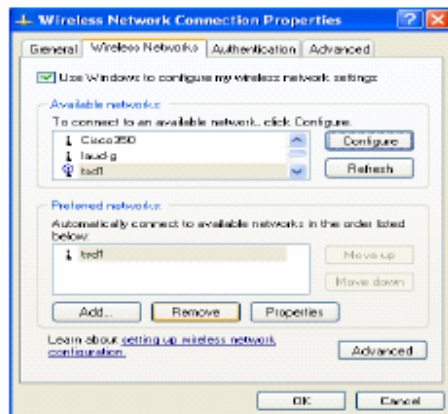 Wireless Network Connection Properties
General Wireless Networks Authentication Advanced
Use Windows to configure my wireless network settings
Available networks:
To connect to an available network, click Configure.
Cisco350
Configure
Refresh
Preferred networks:
Automatically connect to available networks in the order listed
below:
Move up
Move down
Add... Remove Properties
Learn about setting up wireless network
configuration.
Advanced
OK Cancel